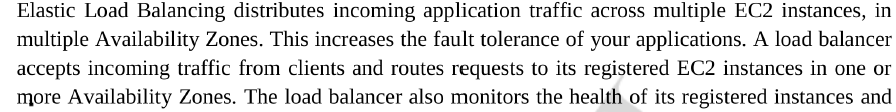 Elastic Load Balancing distributes incoming application traffic across multiple EC2 instances, in
multiple Availability Zones. This increases the fault tolerance of your applications. A load balancer
accepts incoming traffic from clients and routes requests to its registered EC2 instances in one or
more Availability Zones. The load balancer also monitors the health of its registered instances and